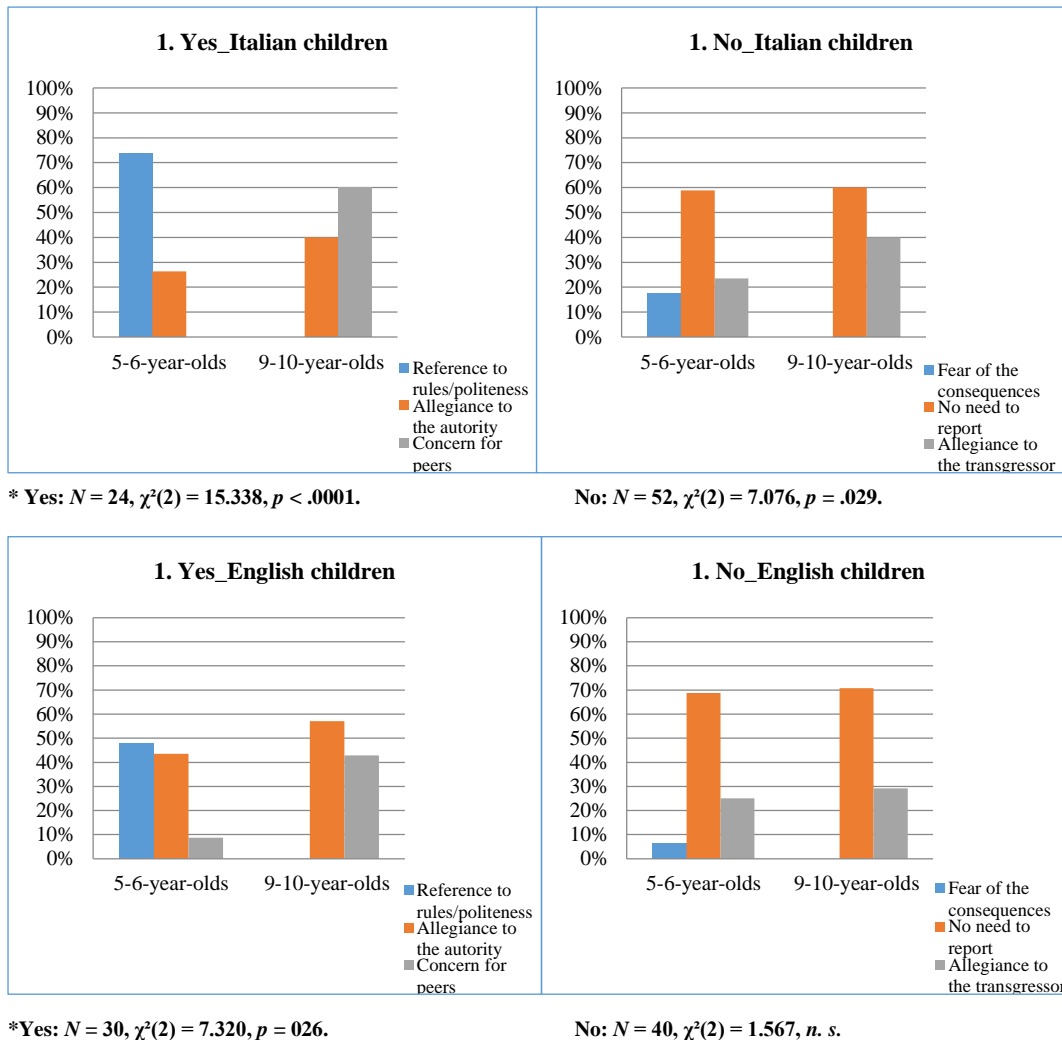 1. Yes_Italian children
100%
90%
80%
70%
60%
50%
40%
30%
20%
10%
0%
5-6-year-olds 9-10-year-olds
Reference to
rules/politeness
Allegiance to
the autority
Concern for
peers
1. No_Italian children
100%
90%
80%
70%
60%
50%
40%
30%
20%
10%
0%
5-6-year-olds 9-10-year-olds
Fear of the
consequences
No need to
report
Allegiance to
the transgressor
* Yes: N = 24, χ²(2) = 15.338, p < .0001.
No: N = 52, χ²(2) = 7.076, p = .029.
1. Yes_English children
100%
90%
80%
70%
60%
50%
40%
30%
20%
10%
0%
5-6-year-olds 9-10-year-olds
Reference to
rules/politeness
Allegiance to
the autority
Concern for
peers
1. No_English children
100%
90%
80%
70%
60%
50%
40%
30%
20%
10%
0%
5-6-year-olds 9-10-year-olds
Fear of the
consequences
No need to
report
Allegiance to
the transgressor
*Yes: N = 30, χ²(2) = 7.320, p = 026.
No: N = 40, χ²(2) = 1.567, n. s.